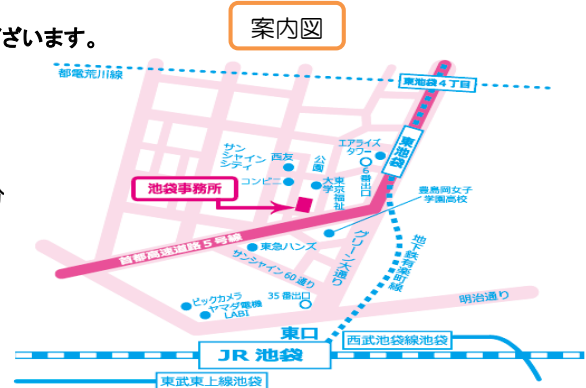 ざいます。
案内図
都電荒川線
東池袋4丁目
エアライズ
タワー
東池袋
サン
シャイン
シティ
西友
公園
6番出口
コンビニ
東京福祉
大学
豊島岡女子
学園高校
池袋事務所
首都高速道路5号線
東急ハンズ
グリーン大通り
地下鉄有楽町線
サンシャイン60通り
ビックカメラ
ヤマダ電機
LABI
35番出口
明治通り
東口
西武池袋線池袋
JR 池袋
東武東上線池袋